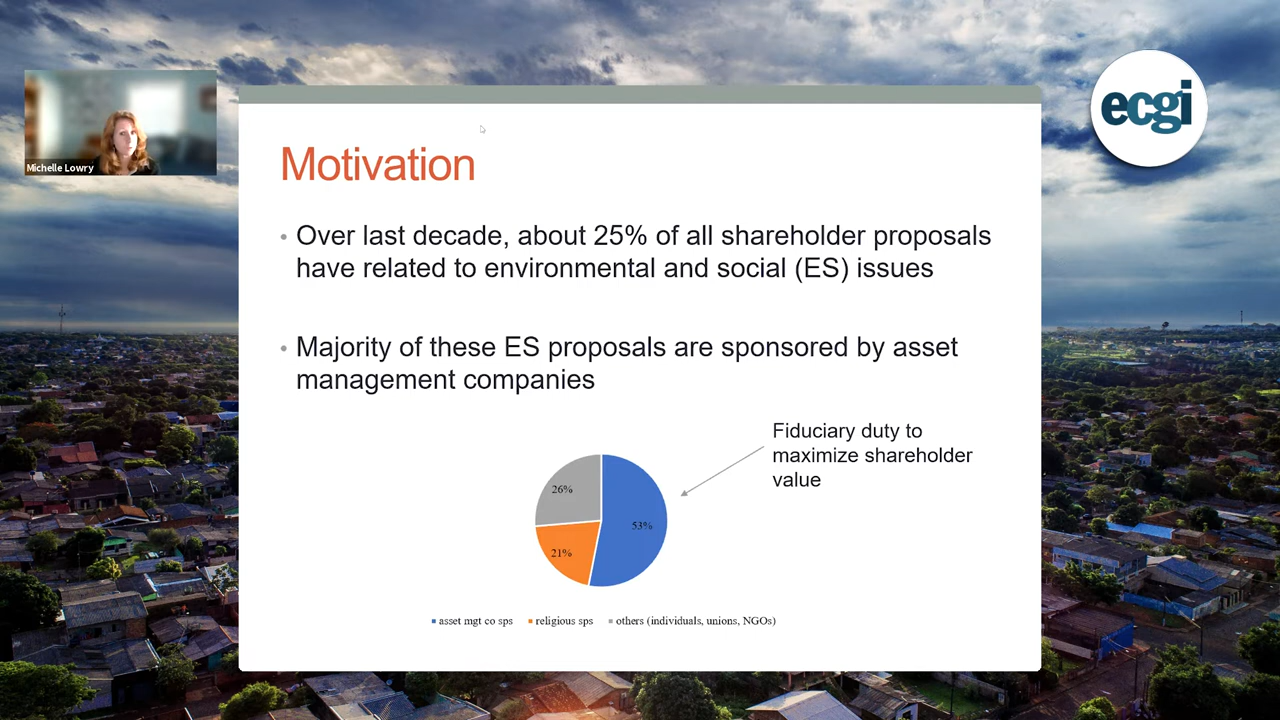 Michelle Lowry
ecgi
Motivation
• Over last decade, about 25% of all shareholder proposals
have related to environmental and social (ES) issues
• Majority of these ES proposals are sponsored by asset
management companies
Fiduciary duty to
maximize shareholder
value
26%
53%
21%
asset mgt co sps
religious sps
others (individuals, unions, NGOs)